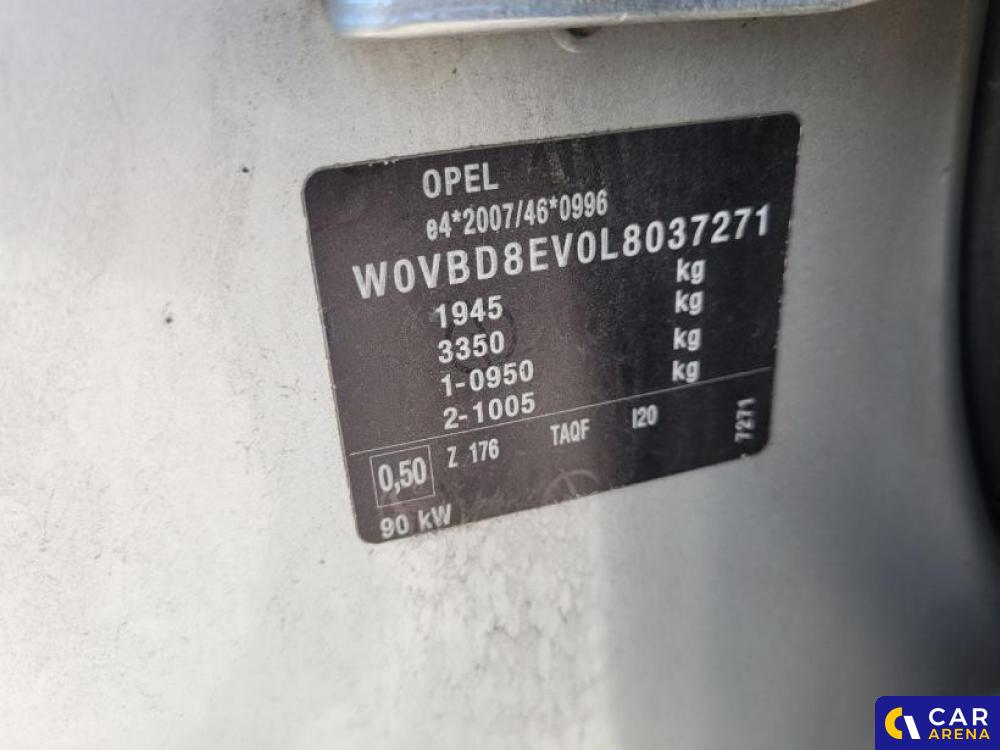 OPEL
e4*2007/46*0996
W0VBD8EV0L8037271
1945 kg
3350 kg
1-0950 kg
2-1005 kg
0,50 Z 176 TAQF I20 7271
90 kW
CAR
ARENA